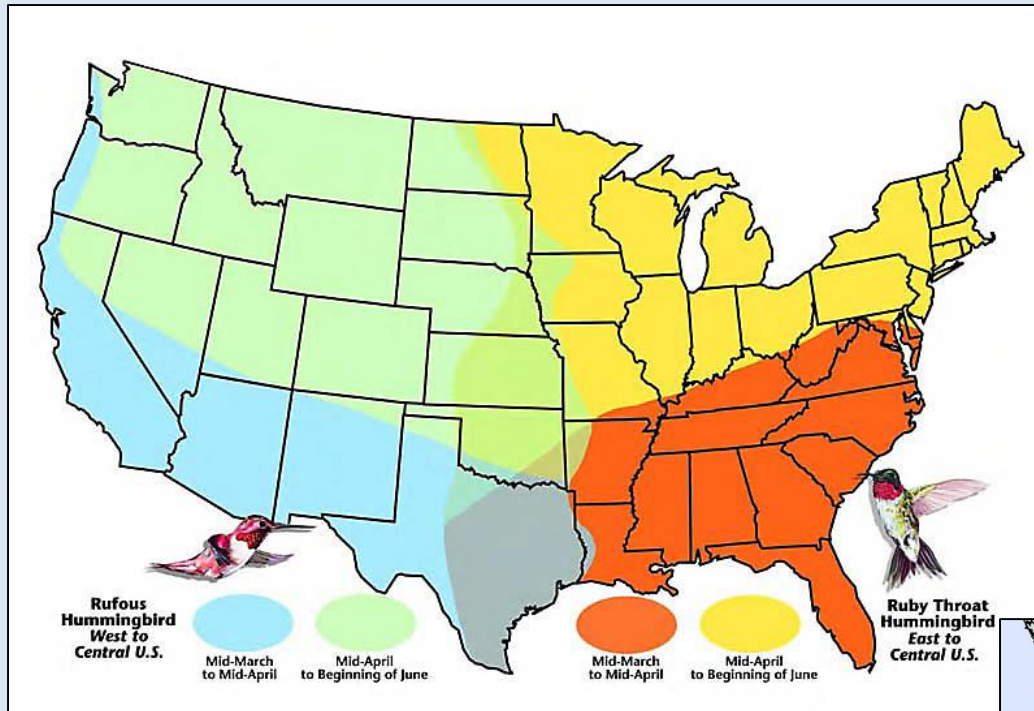 Rufous
Hummingbird
West to
Central U.S.
Mid-March
to Mid-April
Mid-April
to Beginning of June
Mid-March
to Mid-April
Mid-April
to Beginning of June
Ruby Throat
Hummingbird
East to
Central U.S.